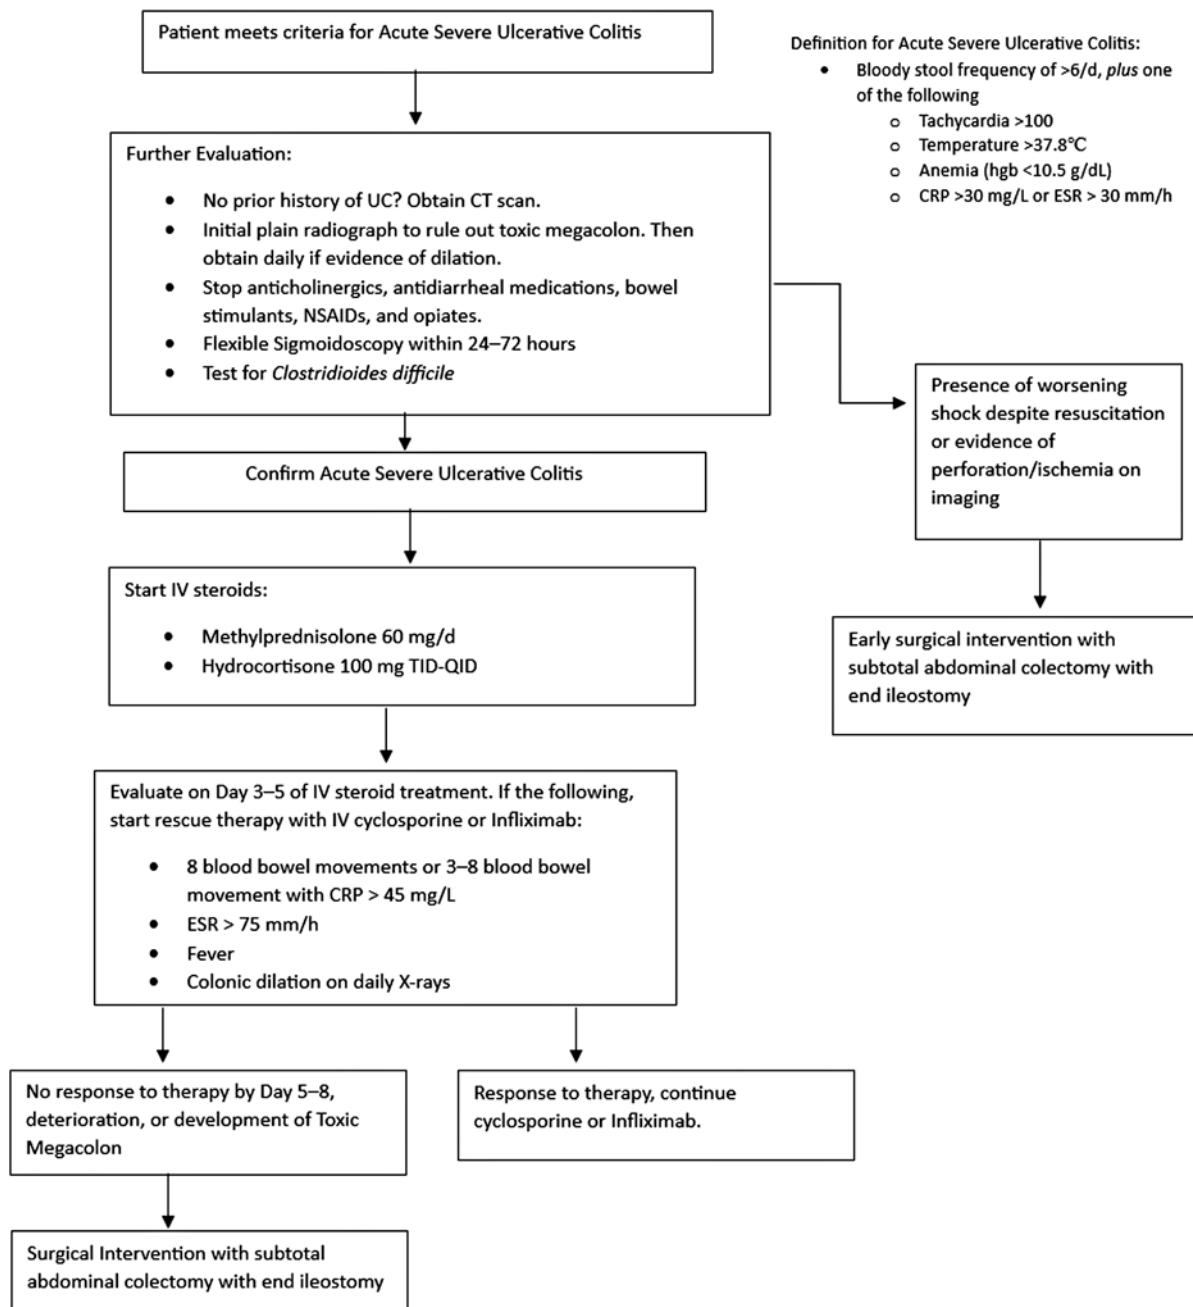 Patient meets criteria for Acute Severe Ulcerative Colitis
Definition for Acute Severe Ulcerative Colitis:
• Bloody stool frequency of >6/d, plus one
of the following
o Tachycardia >100
o Temperature >37.8℃
o Anemia (hgb <10.5 g/dL)
o CRP >30 mg/L or ESR > 30 mm/h
Further Evaluation:
• No prior history of UC? Obtain CT scan.
• Initial plain radiograph to rule out toxic megacolon. Then
obtain daily if evidence of dilation.
• Stop anticholinergics, antidiarrheal medications, bowel
stimulants, NSAIDs, and opiates.
• Flexible Sigmoidoscopy within 24–72 hours
• Test for Clostridioides difficile
Presence of worsening
shock despite resuscitation
or evidence of
perforation/ischemia on
imaging
Confirm Acute Severe Ulcerative Colitis
Start IV steroids:
• Methylprednisolone 60 mg/d
• Hydrocortisone 100 mg TID-QID
Early surgical intervention with
subtotal abdominal colectomy with
end ileostomy
Evaluate on Day 3–5 of IV steroid treatment. If the following,
start rescue therapy with IV cyclosporine or Infliximab:
• 8 blood bowel movements or 3–8 blood bowel
movement with CRP > 45 mg/L
• ESR > 75 mm/h
• Fever
• Colonic dilation on daily X-rays
No response to therapy by Day 5–8,
deterioration, or development of Toxic
Megacolon
Response to therapy, continue
cyclosporine or Infliximab.
Surgical Intervention with subtotal
abdominal colectomy with end ileostomy